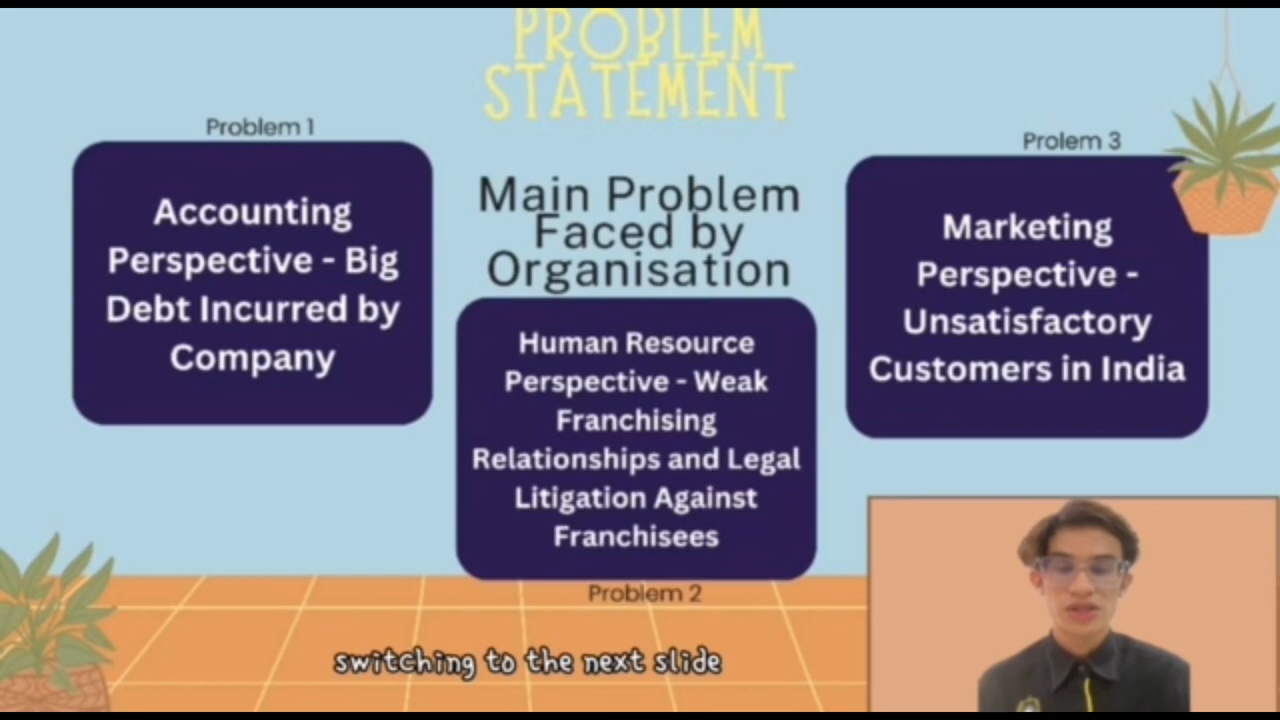 PROBLEM
STATEMENT
Problem 1
Accounting
Perspective - Big
Debt Incurred by
Company
Main Problem
Faced by
Organisation
Human Resource
Perspective - Weak
Franchising
Relationships and Legal
Litigation Against
Franchisees
Problem 2
Prolem 3
Marketing
Perspective -
Unsatisfactory
Customers in India
switching to the next slide